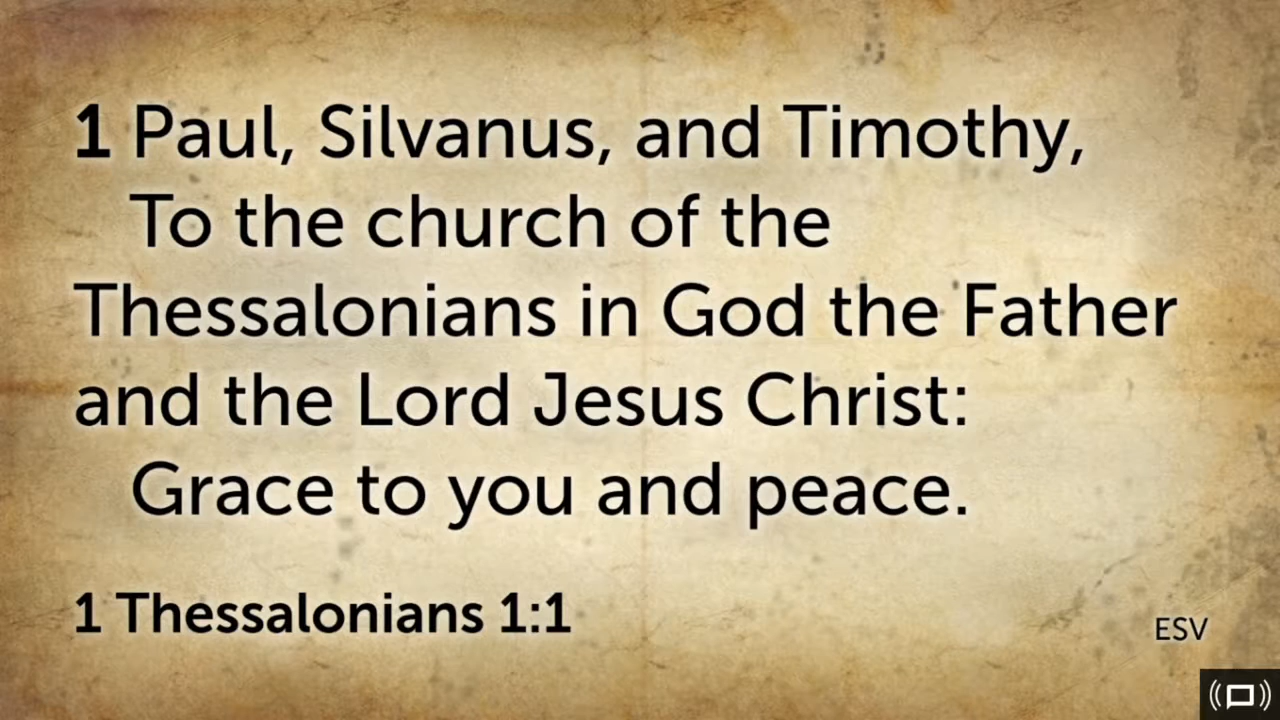 1 Paul, Silvanus, and Timothy,
To the church of the
Thessalonians in God the Father
and the Lord Jesus Christ:
Grace to you and peace.
1 Thessalonians 1:1
ESV